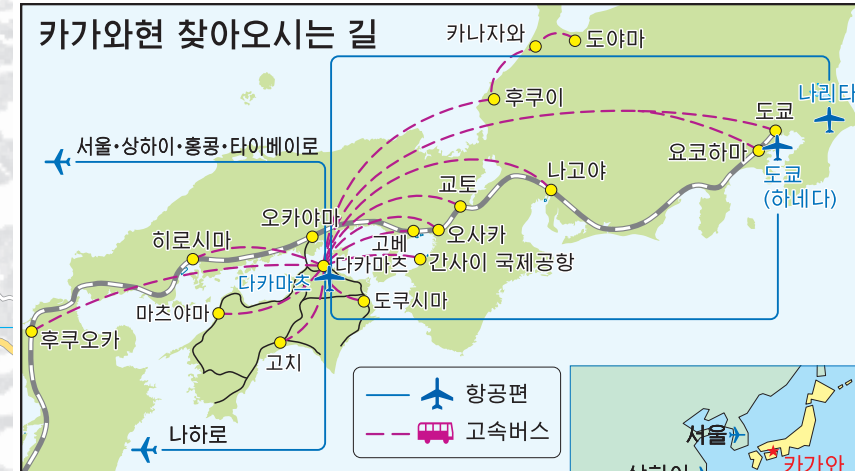 카가와현 찾아오시는 길
카나자와
도야마
후쿠이
나리타
도쿄
요코하마
도쿄
(하네다)
서울·상하이·홍콩·타이베이로
나고야
교토
오카야마
히로시마
고베
오사카
다카마츠
간사이 국제공항
다카마츠
마츠야마
도쿠시마
후쿠오카
고치
나하로
항공편
고속버스
서울
카가와